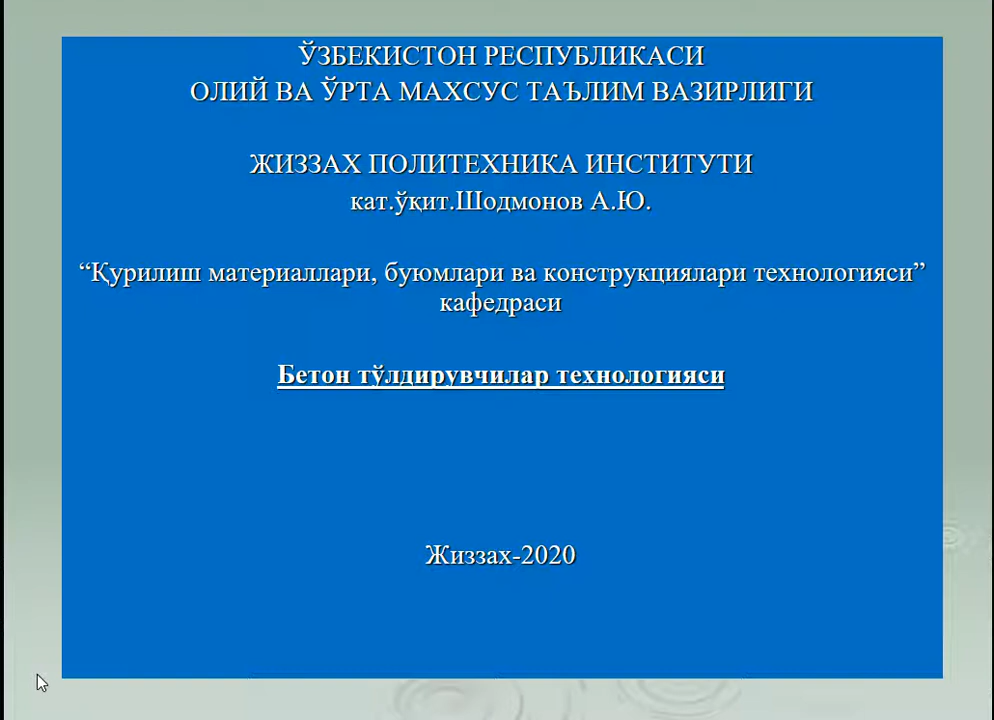 ЎЗБЕКИСТОН РЕСПУБЛИКАСИ
ОЛИЙ ВА ЎРТА МАХСУС ТАЪЛИМ ВАЗИРЛИГИ
ЖИЗЗАХ ПОЛИТЕХНИКА ИНСТИТУТИ
кат.ўқит.Шодмонов А.Ю.
“Қурилиш материаллари, буюмлари ва конструкциялари технологияси”
кафедраси
Бетон тўлдирувчилар технологияси
Жиззах-2020